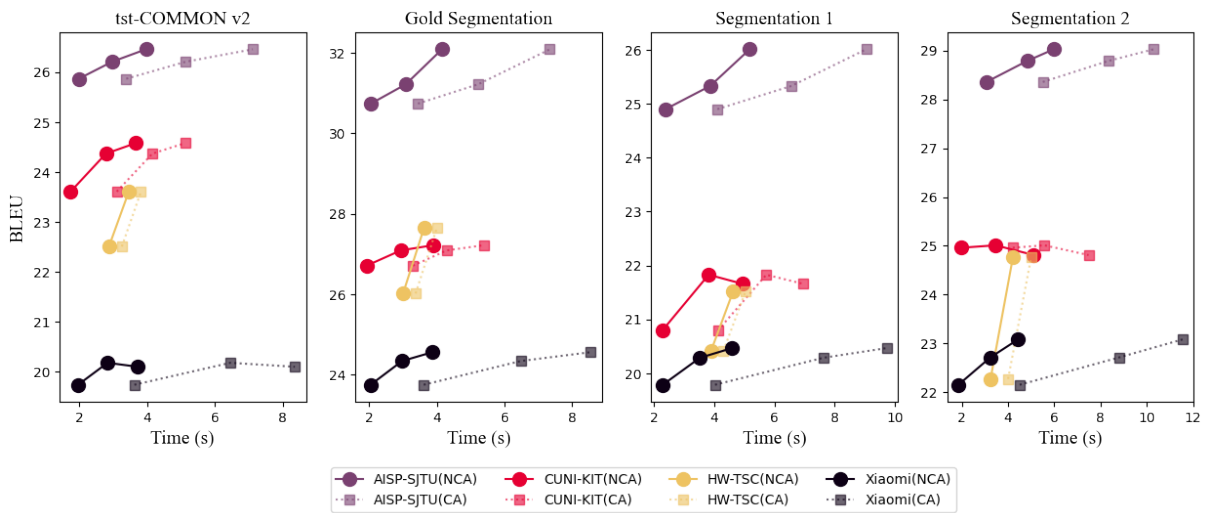 tst-COMMON v2
Gold Segmentation
Segmentation 1
Segmentation 2
BLEU
26
25
24
23
22
21
20
2
4
6
8
Time (s)
32
30
28
26
24
2
4
6
8
Time (s)
26
25
24
23
22
21
20
2
4
6
8
10
Time (s)
29
28
27
26
25
24
23
22
2
4
6
8
10
12
Time (s)
AISP-SJTU(NCA)
CUNI-KIT(NCA)
HW-TSC(NCA)
Xiaomi(NCA)
AISP-SJTU(CA)
CUNI-KIT(CA)
HW-TSC(CA)
Xiaomi(CA)